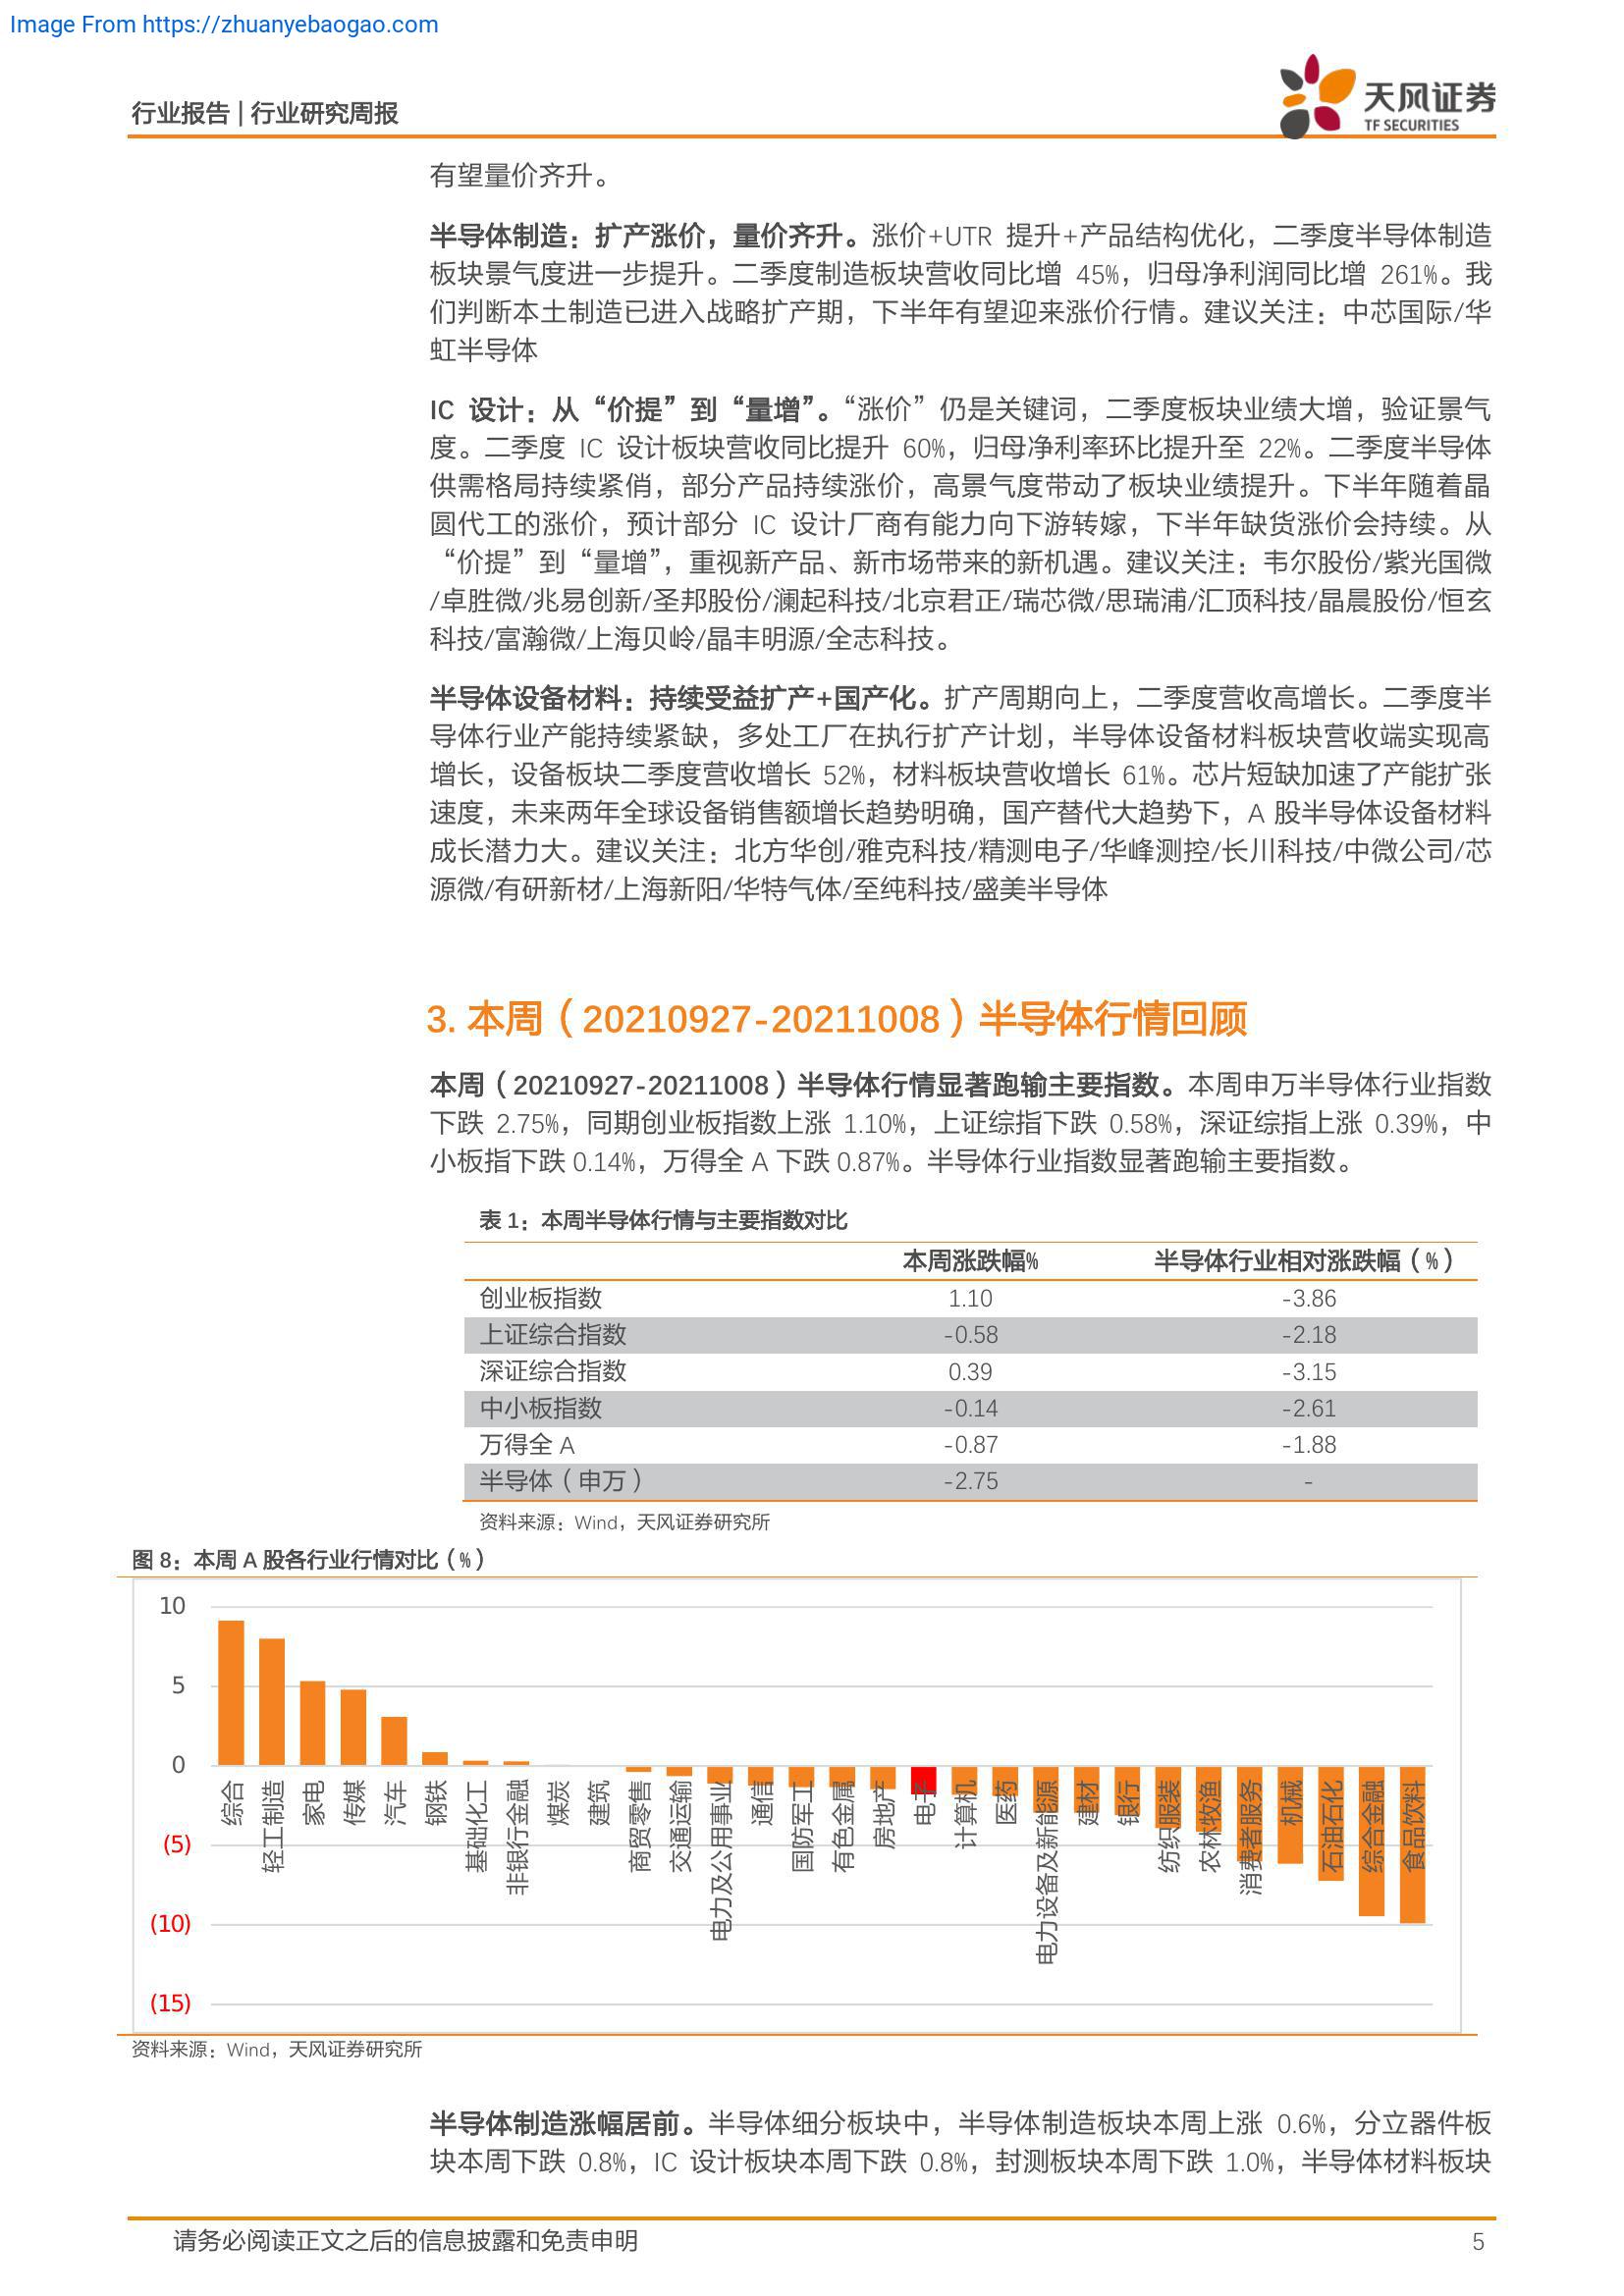 Image From https://zhuanyebaogao.com
行业报告 | 行业研究周报
天风证券
TF SECURITIES
有望量价齐升。
半导体制造：扩产涨价，量价齐升。涨价+UTR 提升+产品结构优化，二季度半导体制造
板块景气度进一步提升。二季度制造板块营收同比增 45%，归母净利润同比增 261%。我
们判断本土制造已进入战略扩产期，下半年有望迎来涨价行情。建议关注：中芯国际/华
虹半导体
IC 设计：从“价提”到“量增”。“涨价”仍是关键词，二季度板块业绩大增，验证景气
度。二季度 IC 设计板块营收同比提升 60%，归母净利率环比提升至 22%。二季度半导体
供需格局持续紧俏，部分产品持续涨价，高景气度带动了板块业绩提升。下半年随着晶
圆代工的涨价，预计部分 IC 设计厂商有能力向下游转嫁，下半年缺货涨价会持续。从
“价提”到“量增”，重视新产品、新市场带来的新机遇。建议关注：韦尔股份/紫光国微
/卓胜微/兆易创新/圣邦股份/澜起科技/北京君正/瑞芯微/思瑞浦/汇顶科技/晶晨股份/恒玄
科技/富瀚微/上海贝岭/晶丰明源/全志科技。
半导体设备材料：持续受益扩产+国产化。扩产周期向上，二季度营收高增长。二季度半
导体行业产能持续紧缺，多处工厂在执行扩产计划，半导体设备材料板块营收端实现高
增长，设备板块二季度营收增长 52%，材料板块营收增长 61%。芯片短缺加速了产能扩张
速度，未来两年全球设备销售额增长趋势明确，国产替代大趋势下，A 股半导体设备材料
成长潜力大。建议关注：北方华创/雅克科技/精测电子/华峰测控/长川科技/中微公司/芯
源微/有研新材/上海新阳/华特气体/至纯科技/盛美半导体
3. 本周（20210927-20211008）半导体行情回顾
本周（20210927-20211008）半导体行情显著跑输主要指数。本周申万半导体行业指数
下跌 2.75%，同期创业板指数上涨 1.10%，上证综指下跌 0.58%，深证综指上涨 0.39%，中
小板指下跌 0.14%，万得全 A 下跌 0.87%。半导体行业指数显著跑输主要指数。
表 1：本周半导体行情与主要指数对比
本周涨跌幅% 半导体行业相对涨跌幅（%）
创业板指数 1.10 -3.86
上证综合指数 -0.58 -2.18
深证综合指数 0.39 -3.15
中小板指数 -0.14 -2.61
万得全 A -0.87 -1.88
半导体（申万） -2.75 -
资料来源：Wind，天风证券研究所
图 8：本周 A 股各行业行情对比（%）
10
5
0
(5)
(10)
(15)
综合
轻工制造
家电
传媒
汽车
钢铁
基础化工
非银行金融
煤炭
建筑
商贸零售
交通运输
电力及公用事业
通信
国防军工
有色金属
房地产
电子
计算机
医药
电力设备及新能源
建材
银行
纺织服装
农林牧渔
消费者服务
机械
石油石化
综合金融
食品饮料
资料来源：Wind，天风证券研究所
半导体制造涨幅居前。半导体细分板块中，半导体制造板块本周上涨 0.6%，分立器件板
块本周下跌 0.8%，IC 设计板块本周下跌 0.8%，封测板块本周下跌 1.0%，半导体材料板块
请务必阅读正文之后的信息披露和免责申明
5